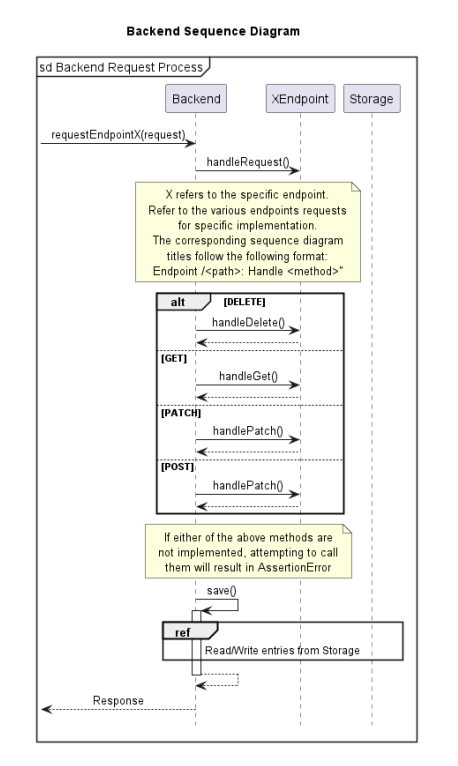 Backend Sequence Diagram
sd Backend Request Process
Backend
XEndpoint
Storage
requestEndpointX(request)
handleRequest()
X refers to the specific endpoint.
Refer to the various endpoints requests
for specific implementation.
The corresponding sequence diagram
titles follow the following format:
Endpoint /<path>: Handle <method>"
alt
[DELETE]
handleDelete()
[GET]
handleGet()
[PATCH]
handlePatch()
[POST]
handlePatch()
If either of the above methods are
not implemented, attempting to call
them will result in AssertionError
save()
ref
Read/Write entries from Storage
Response